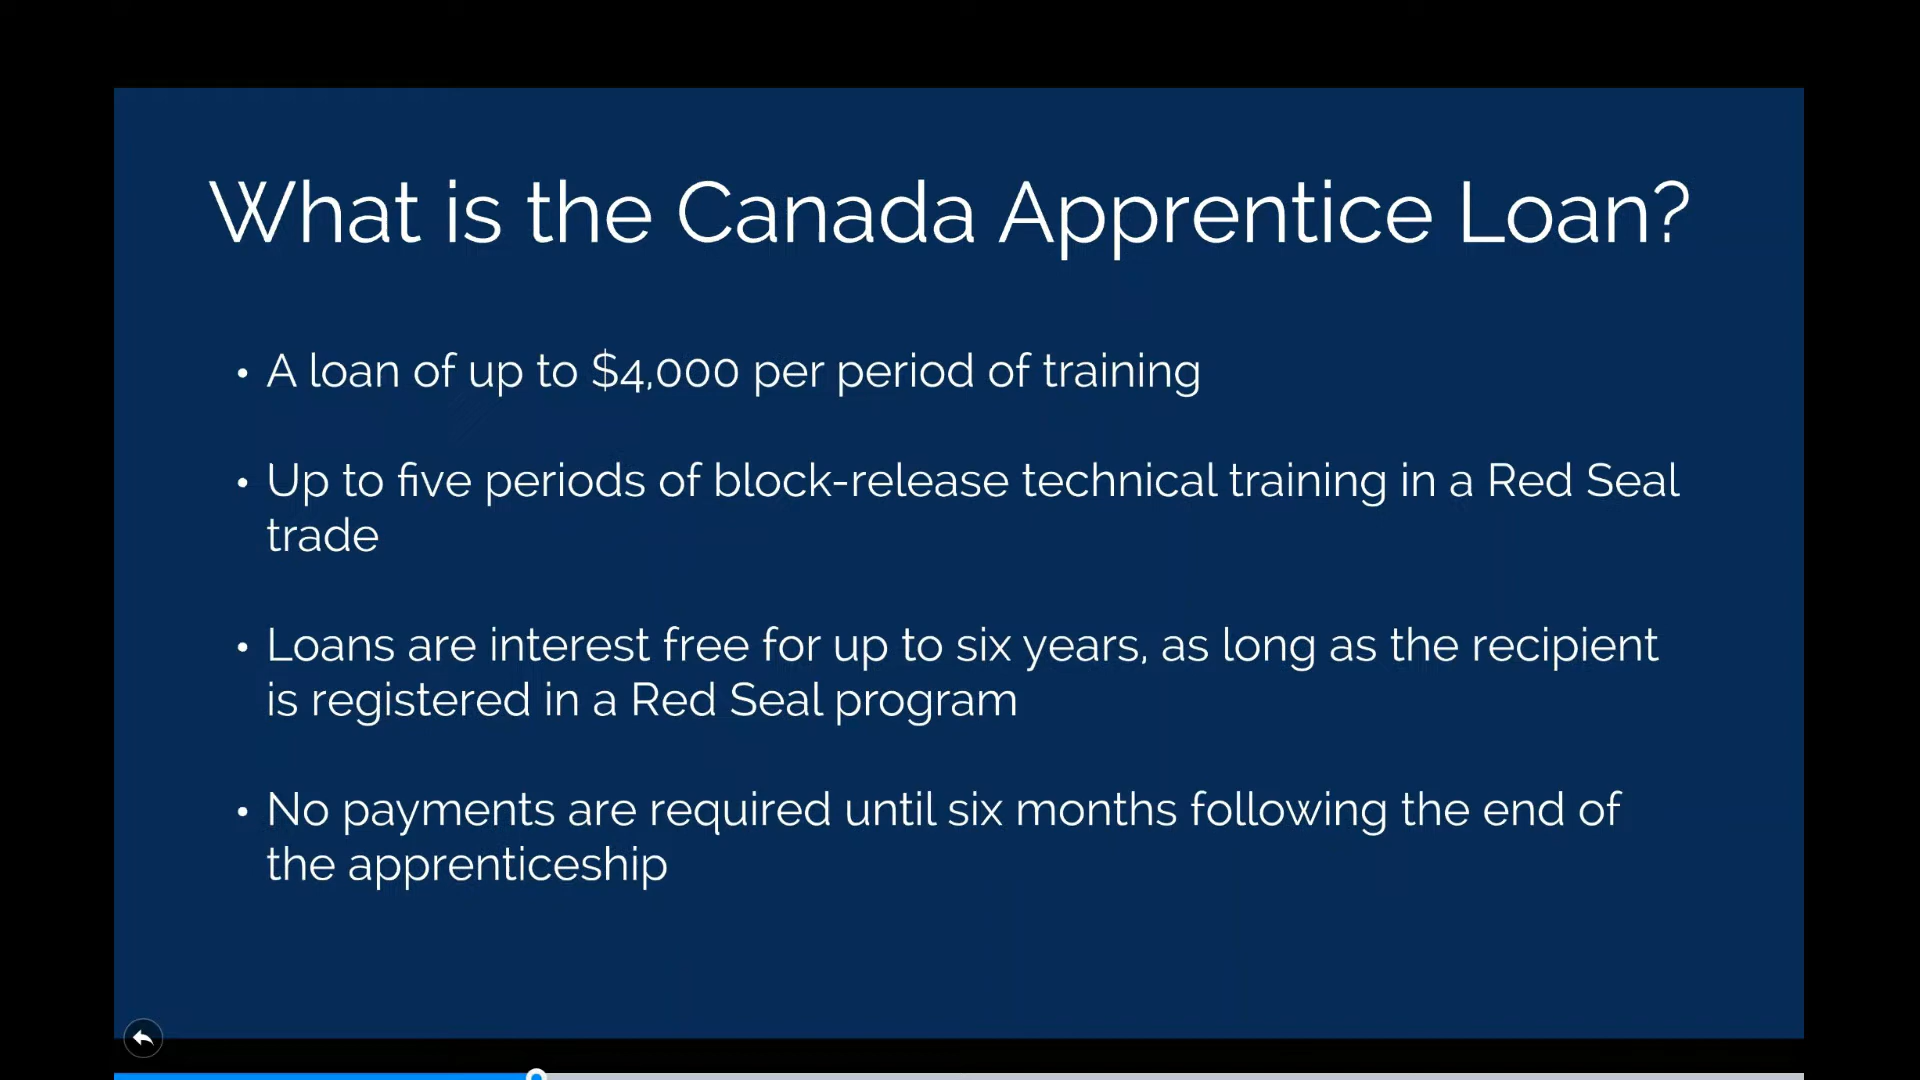 What is the Canada Apprentice Loan?
• A loan of up to $4,000 per period of training
• Up to five periods of block-release technical training in a Red Seal
trade
• Loans are interest free for up to six years, as long as the recipient
is registered in a Red Seal program
• No payments are required until six months following the end of
the apprenticeship